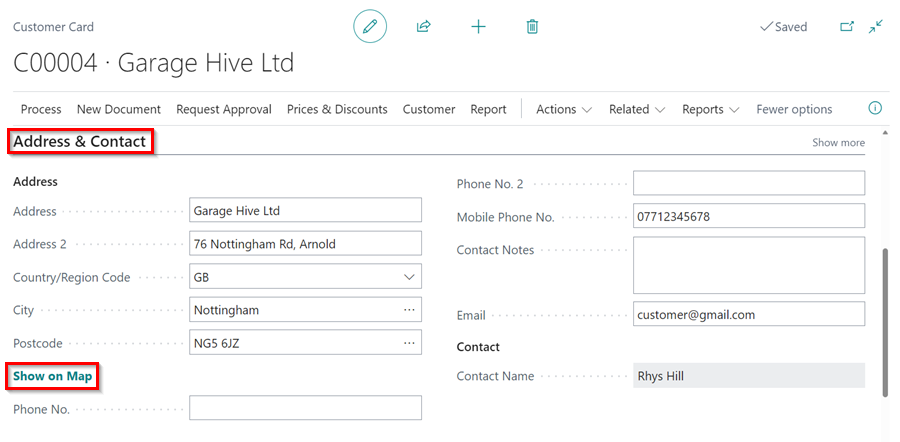 Customer Card
Saved
C00004 · Garage Hive Ltd
Process New Document Request Approval Prices & Discounts Customer Report Actions Related Reports Fewer options
Address & Contact
Show more
Address
Address Garage Hive Ltd
Address 2 76 Nottingham Rd, Arnold
Country/Region Code GB
City Nottingham ...
Postcode NG5 6JZ ...
Show on Map
Phone No.
Phone No. 2
Mobile Phone No. 07712345678
Contact Notes
Email customer@gmail.com
Contact
Contact Name Rhys Hill